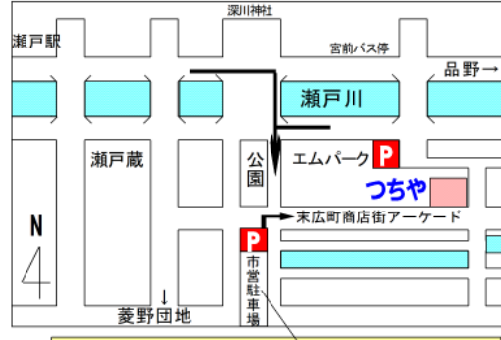 深川神社
瀬戸駅
宮前バス停
品野→
瀬戸川
瀬戸蔵
公園
エムパーク P
つちや
N
末広町商店街アーケード
P
市営駐車場
↓
菱野団地